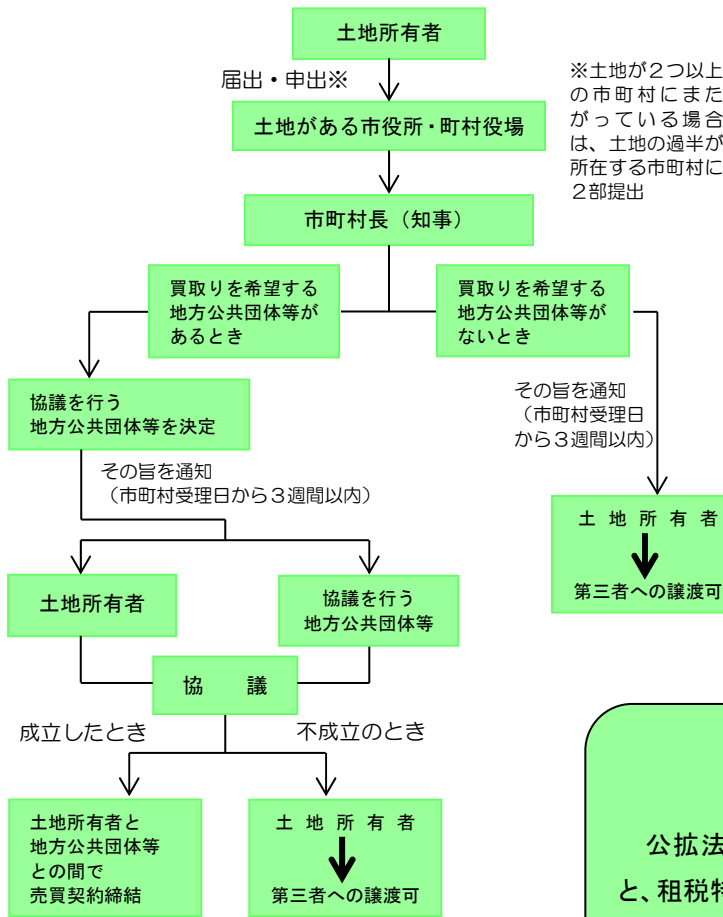 土地所有者
届出・申出※
※土地が２つ以上
の市町村にまた
がっている場合
は、土地の過半が
所在する市町村に
２部提出
土地がある市役所・町村役場
市町村長（知事）
買取りを希望する
地方公共団体等が
あるとき
買取りを希望する
地方公共団体等が
ないとき
協議を行う
地方公共団体等を決定
その旨を通知
（市町村受理日
から３週間以内）
その旨を通知
（市町村受理日から３週間以内）
土地所有者
第三者への譲渡可
土地所有者
協議を行う
地方公共団体等
協　議
成立したとき
不成立のとき
土地所有者と
地方公共団体等
との間で
売買契約締結
土地所有者
第三者への譲渡可
公拡法
と、租税特